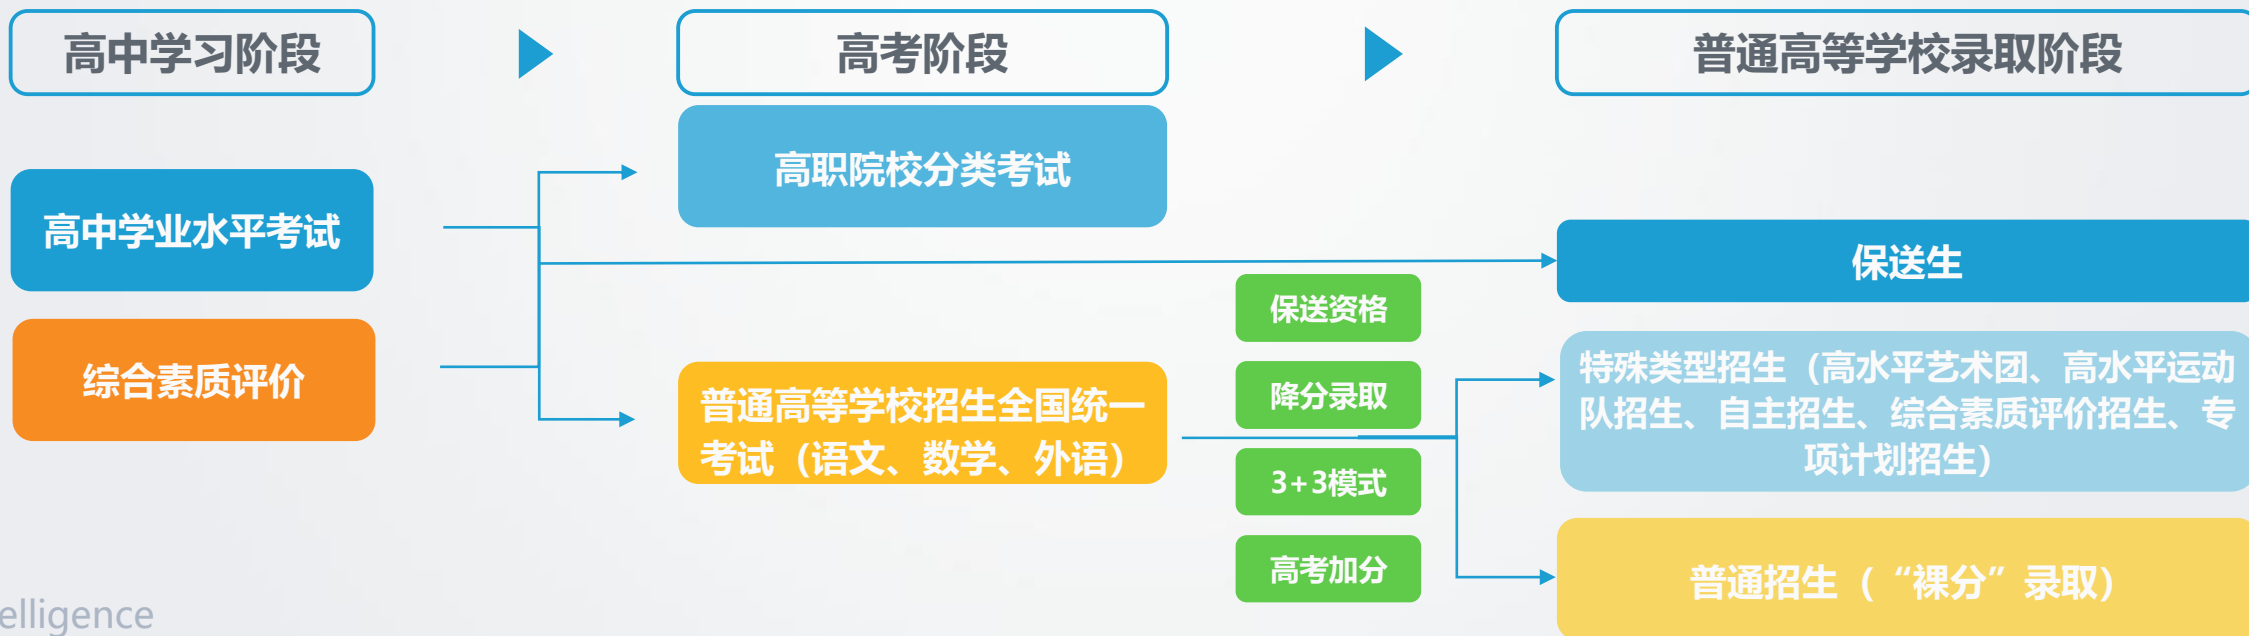 高中学习阶段
高考阶段
普通高等学校录取阶段
高职院校分类考试
高中学业水平考试
保送生
保送资格
综合素质评价
普通高等学校招生全国统一
考试（语文、数学、外语）
降分录取
3+3模式
高考加分
特殊类型招生（高水平艺术团、高水平运动
队招生、自主招生、综合素质评价招生、专
项计划招生）
普通招生（“裸分”录取）
elligence